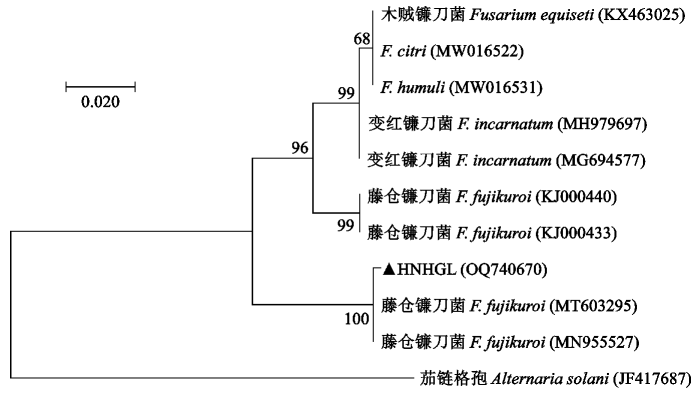 木贼镰刀菌 Fusarium equiseti (KX463025)
68
F. citri (MW016522)
F. humuli (MW016531)
0.020
99
变红镰刀菌 F. incarnatum (MH979697)
96
变红镰刀菌 F. incarnatum (MG694577)
藤仓镰刀菌 F. fujikuroi (KJ000440)
99
藤仓镰刀菌 F. fujikuroi (KJ000433)
▲HNHGL (OQ740670)
藤仓镰刀菌 F. fujikuroi (MT603295)
100
藤仓镰刀菌 F. fujikuroi (MN955527)
茄链格孢 Alternaria solani (JF417687)